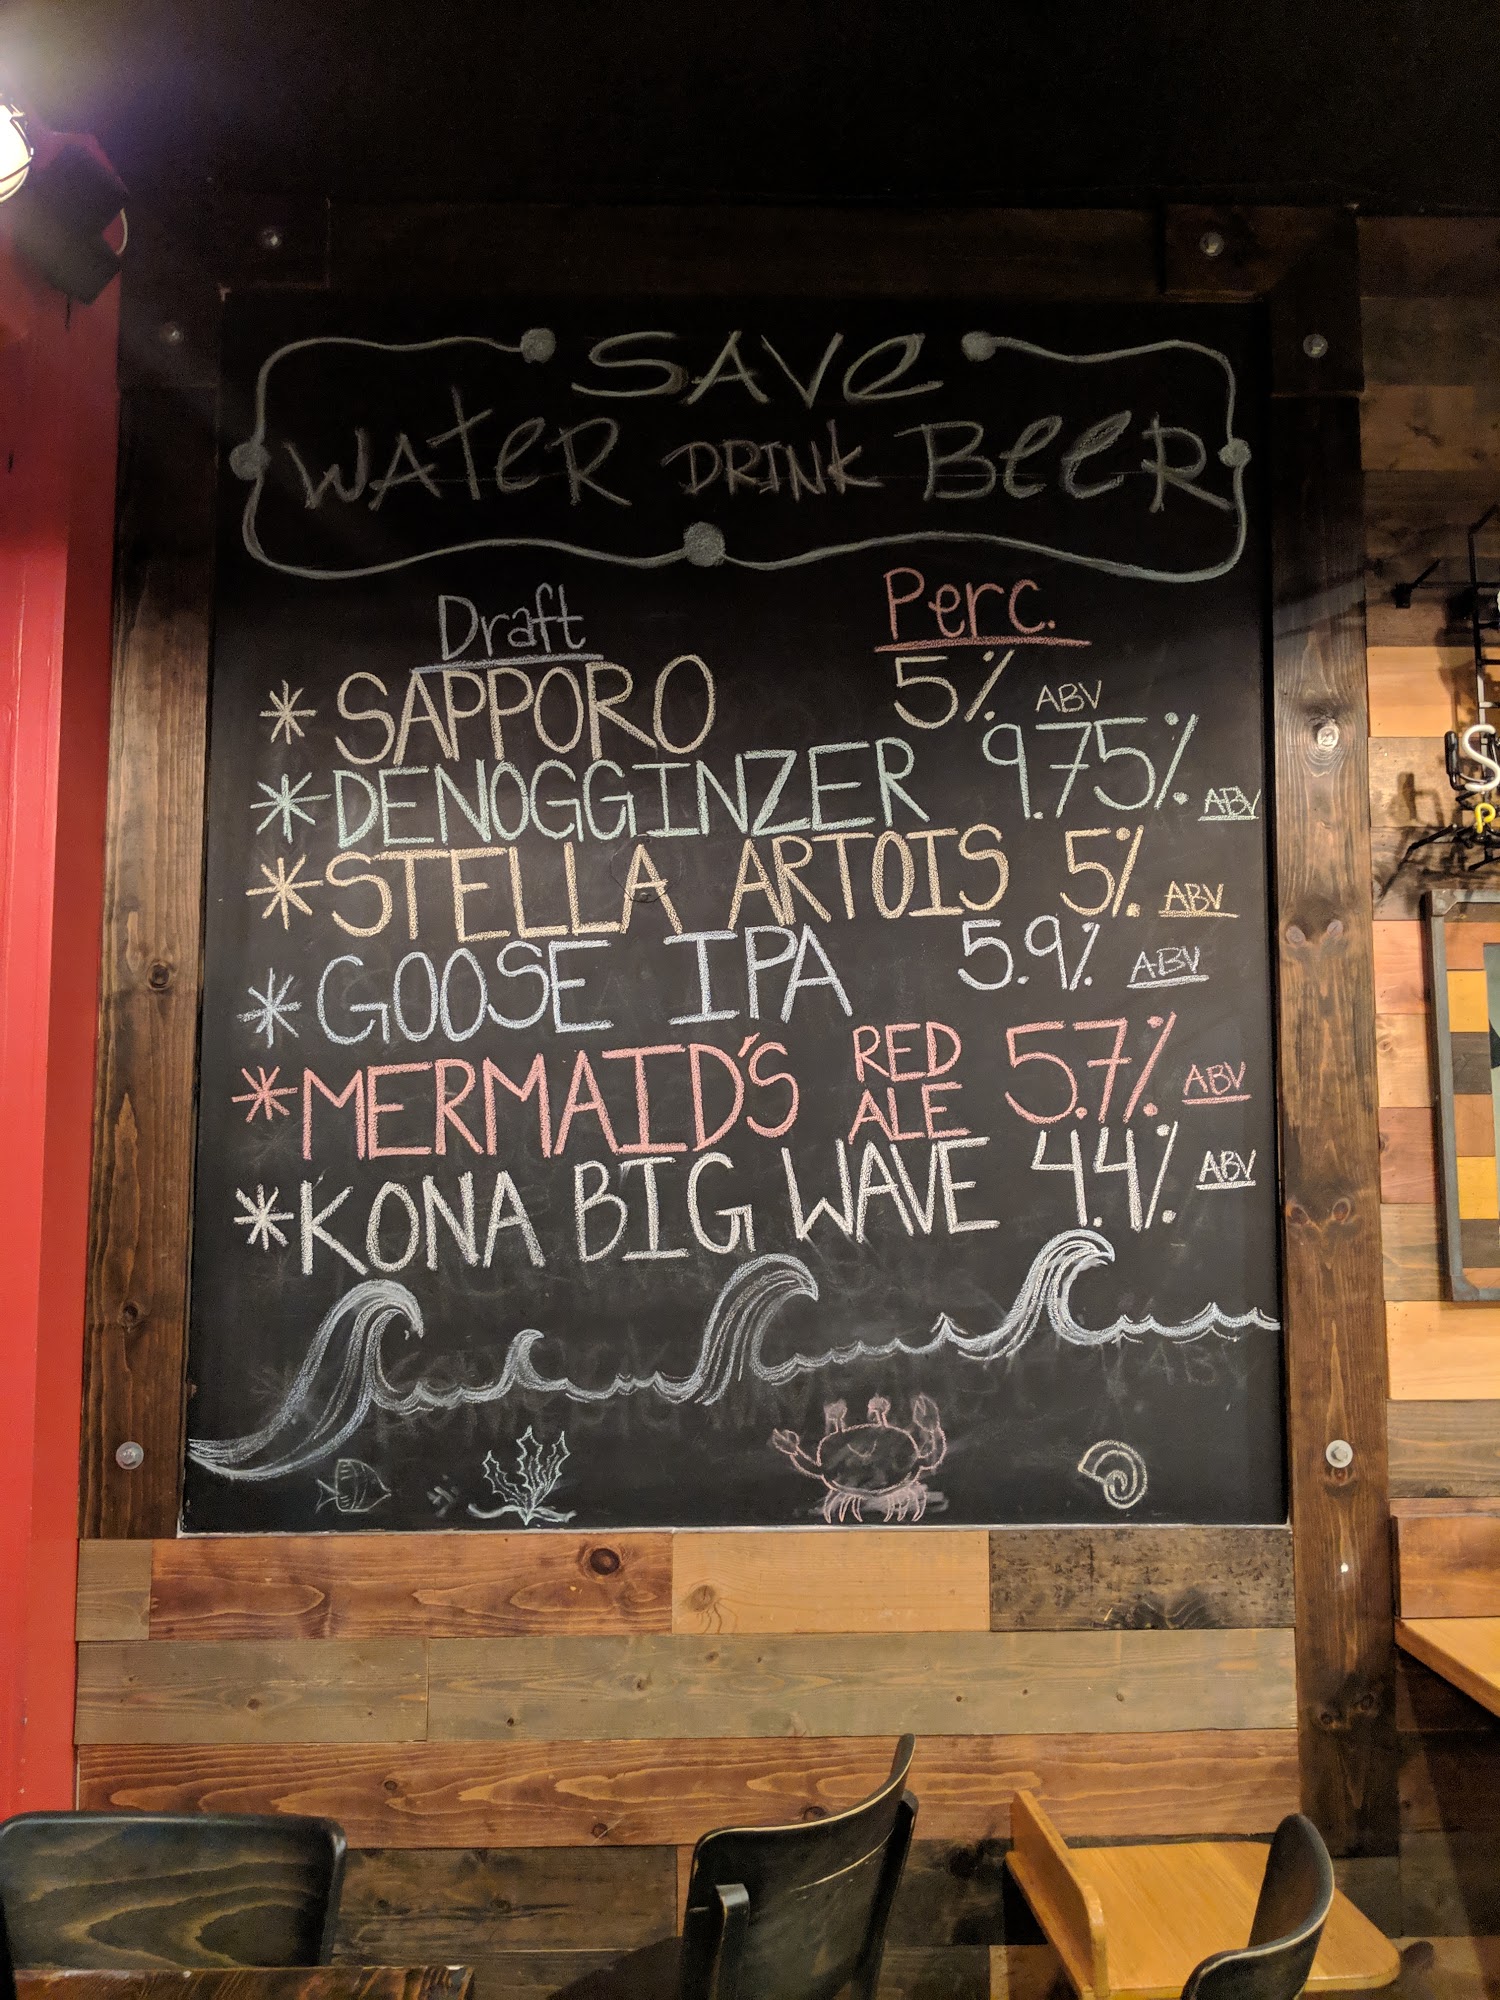 SAVE
WATER DRINK BEER
Draft Perc.
* SAPPORO 5% ABV
* DENOGGINZER 9.75% ABV
* STELLA ARTOIS 5% ABV
* GOOSE IPA 5.9% ABV
* MERMAID'S RED ALE 5.7% ABV
* KONA BIG WAVE 4.4% ABV